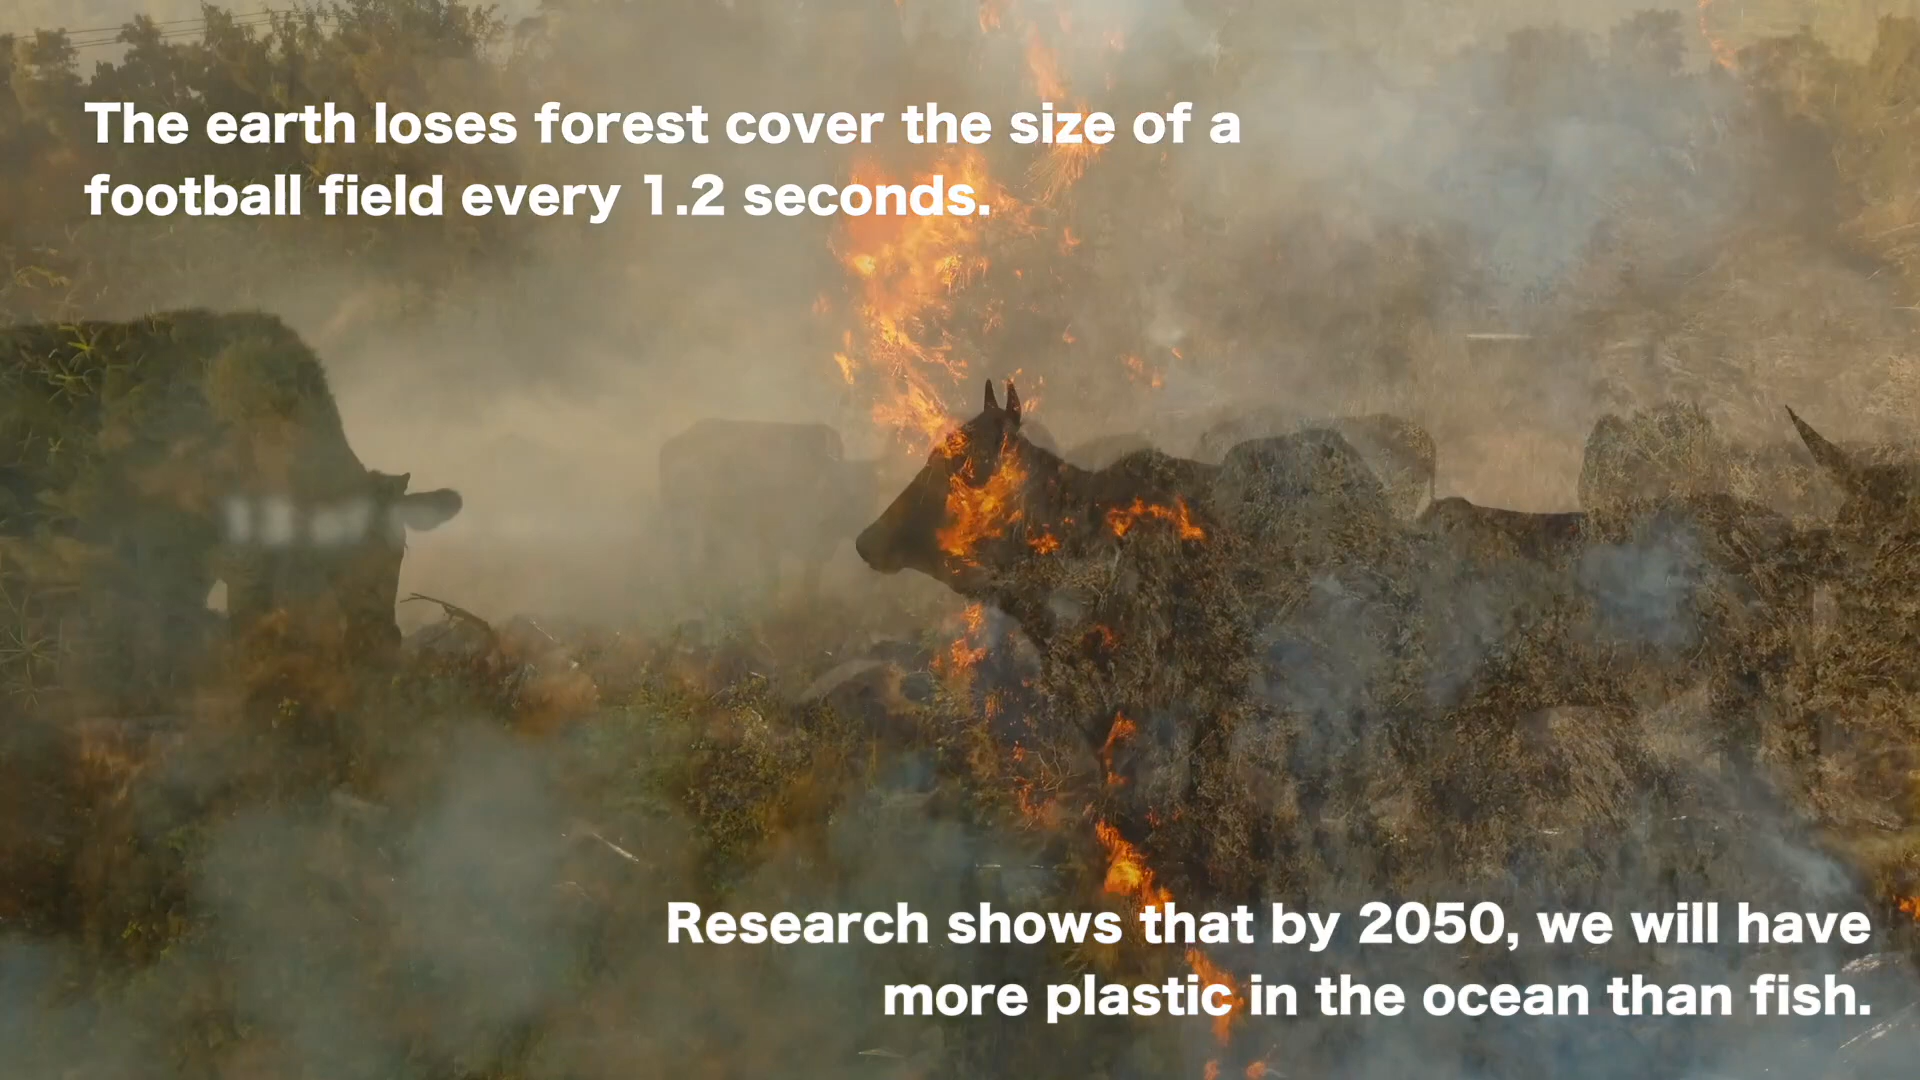 The earth loses forest cover the size of a
football field every 1.2 seconds.
Research shows that by 2050, we will have
more plastic in the ocean than fish.